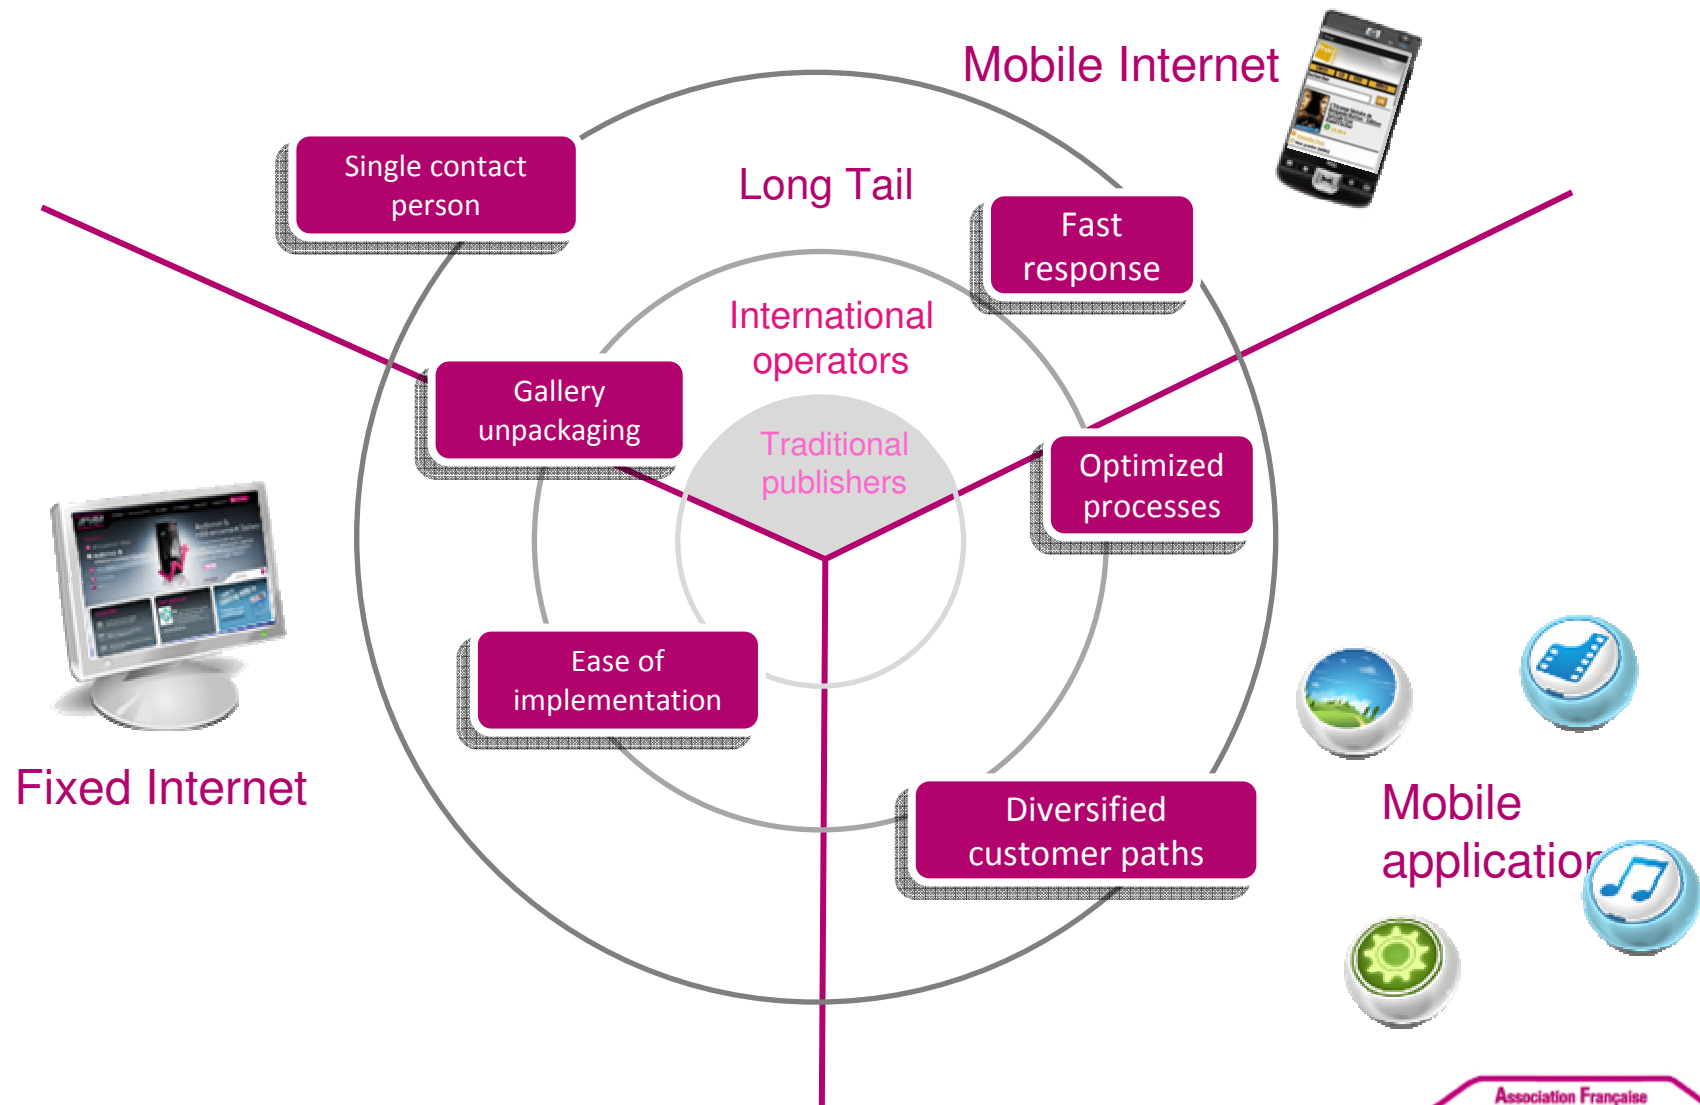 Mobile Internet
Single contact
person
Long Tail
Fast
response
International
operators
Gallery
unpackaging
Traditional
publishers
Optimized
processes
Ease of
implementation
Fixed Internet
Diversified
customer paths
Mobile
application
Association Française